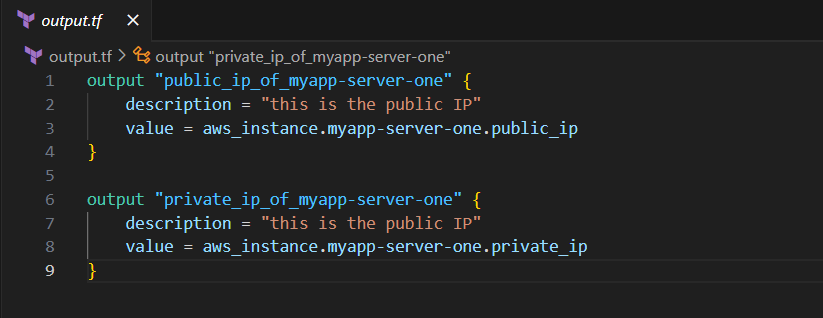 output.tf
output.tf > output "private_ip_of_myapp-server-one"
1 output "public_ip_of_myapp-server-one" {
2     description = "this is the public IP"
3     value = aws_instance.myapp-server-one.public_ip
4 }
5
6 output "private_ip_of_myapp-server-one" {
7     description = "this is the public IP"
8     value = aws_instance.myapp-server-one.private_ip
9 }